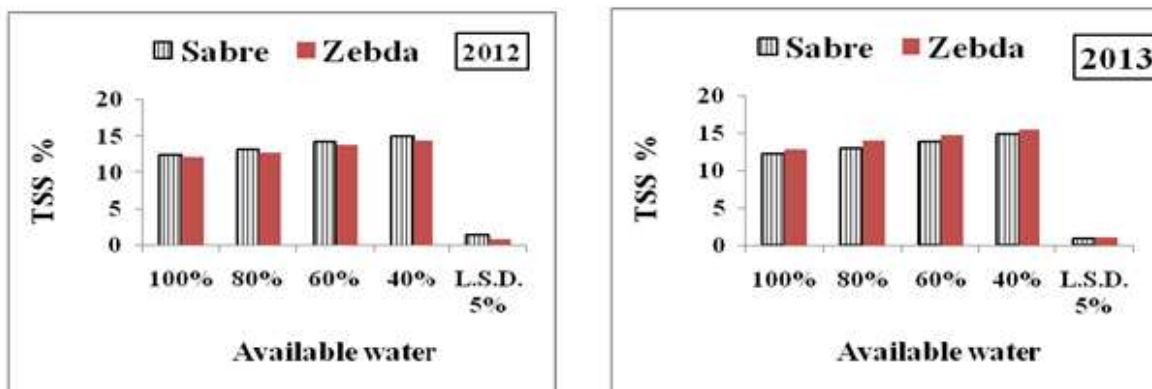 Sabre Zebda 2012
TSS %
20
15
10
5
0
100% 80% 60% 40% L.S.D.
5%
Available water
Sabre Zebda 2013
TSS %
20
15
10
5
0
100% 80% 60% 40% L.S.D.
5%
Available water